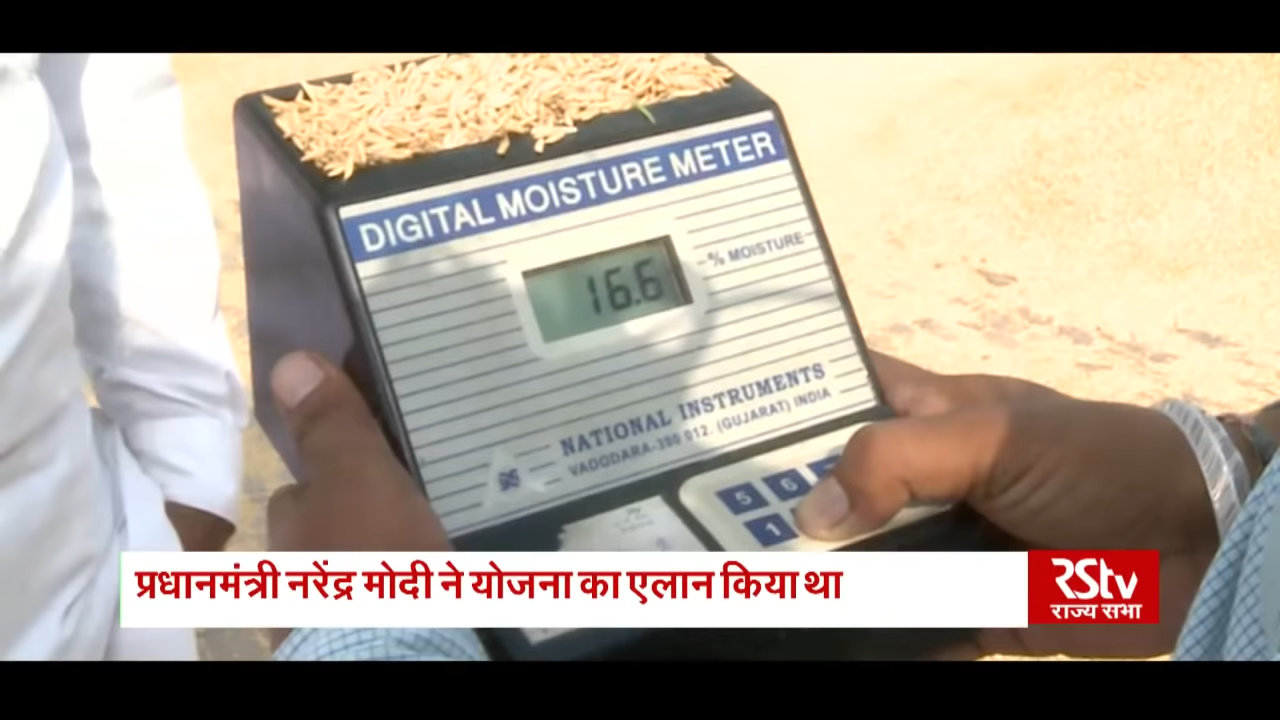 DIGITAL MOISTURE METER
16.6
% MOISTURE
NATIONAL INSTRUMENTS
VADODARA-390 012. (GUJARAT) INDIA
5 6
1
प्रधानमंत्री नरेंद्र मोदी ने योजना का एलान किया था
RStv
राज्य सभा